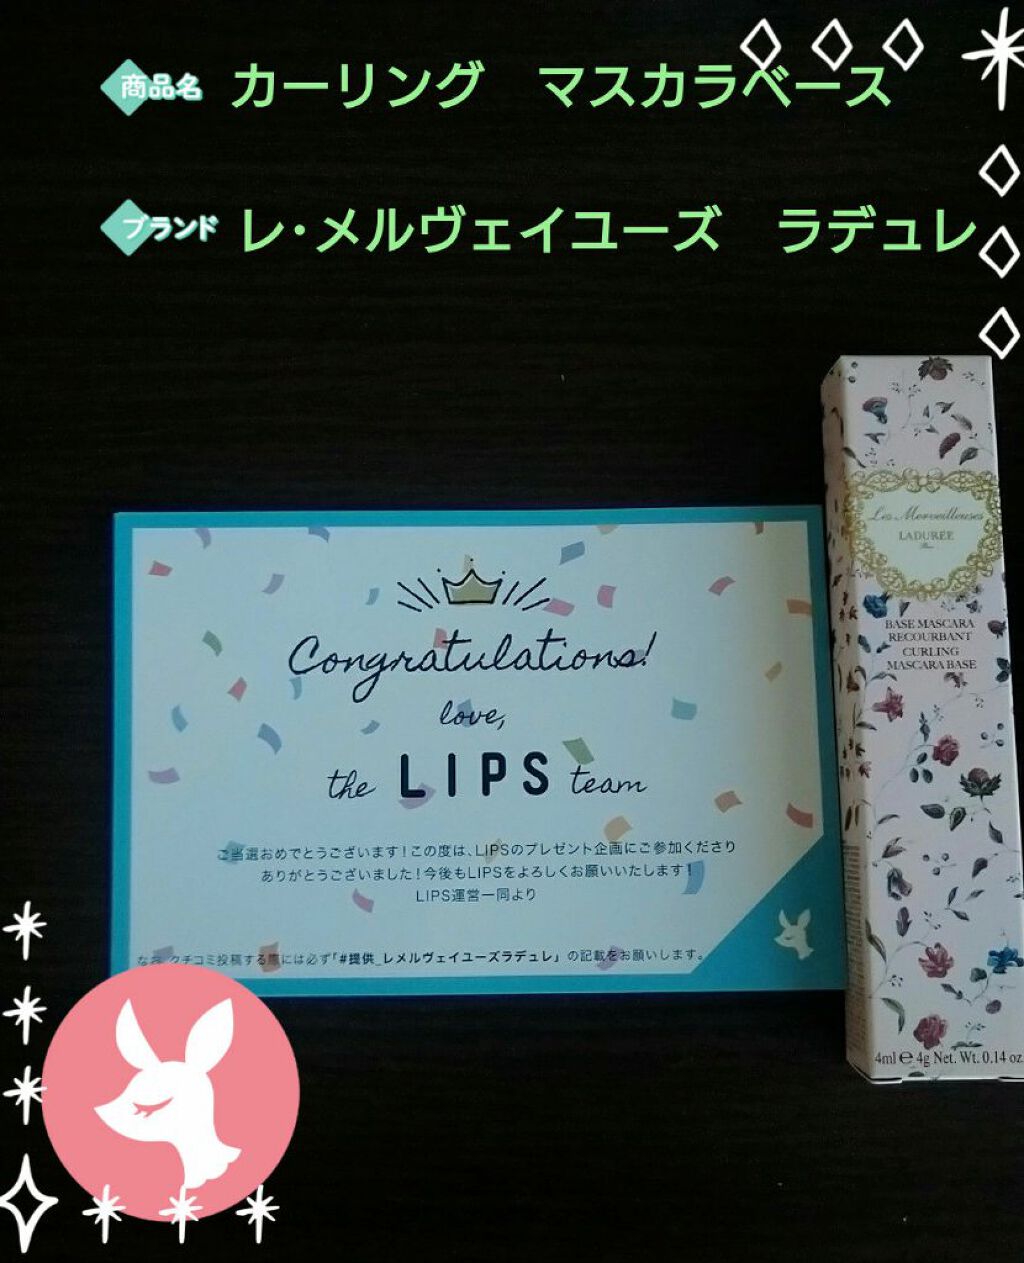 商品名 カーリング マスカラベース
ブランド レ・メルヴェイユーズ ラデュレ
Congratulations!
love,
the LIPS team
ご当選おめでとうございます！この度は、LIPSのプレゼント企画にご参加くださり
ありがとうございました！今後もLIPSをよろしくお願いいたします！
LIPS運営一同より
なお、クチコミ投稿する際には必ず「#提供_レメルヴェイユーズラデュレ」の記載をお願いします。
Les Merveilleuses
LADURÉE
BASE MASCARA
RECOURBANT
CURLING
MASCARA BASE
4ml e 4g Net. Wt. 0.14 oz.